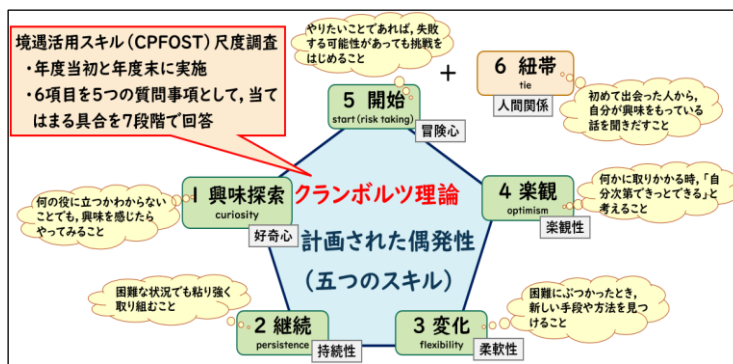 境遇活用スキル(CPFOST)尺度調査
・年度当初と年度末に実施
・6項目を5つの質問事項として,当て
はまる具合を7段階で回答
やりたいことであれば,失敗
する可能性があっても挑戦を
はじめること
+
6 紐帯
tie
人間関係
初めて出会った人から,
自分が興味をもっている
話を聞きだすこと
5 開始
start(risk taking)
冒険心
何の役に立つかわからない
ことでも,興味を感じたら
やってみること
1 興味探索
curiosity
好奇心
クランボルツ理論
計画された偶発性
(五つのスキル)
4 楽観
optimism
楽観性
何かに取りかかる時,「自
分次第できっとできる」と
考えること
困難な状況でも粘り強く
取り組むこと
2 継続
persistence
持続性
3 変化
flexibility
柔軟性
困難にぶつかったとき,
新しい手段や方法を見つ
けること